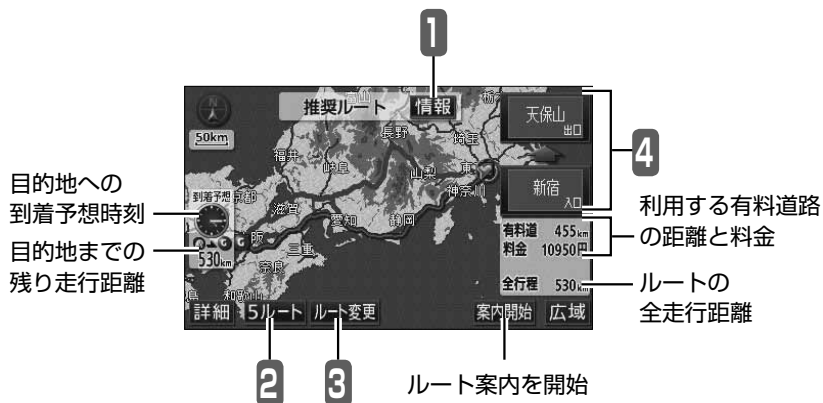 1
推奨ルート 情報
天保山
出口
50km
長野
埼玉
福井
岐阜
山梨
東
新宿
入口
神奈川
4
目的地への
到着予想時刻
到着予想
滋賀
愛知
静岡
利用する有料道路
の距離と料金
有料道 455km
料金 10950円
目的地までの
残り走行距離
530km
阪
三重
奈良
和歌山
全行程 530km
ルートの
全走行距離
詳細 5ルート ルート変更 案内開始 広域
2
3
ルート案内を開始